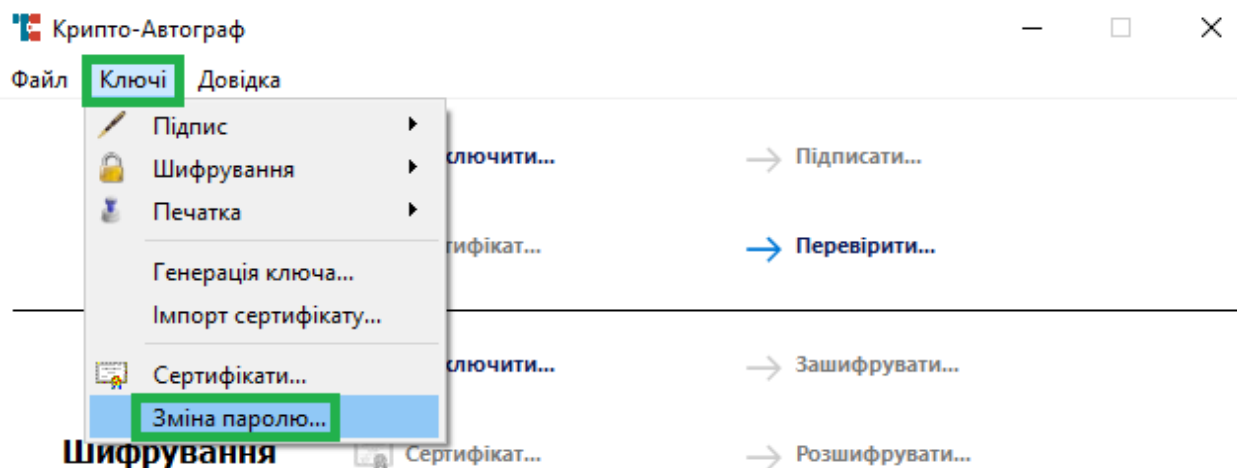 Крипто-Автограф
Файл Ключі Довідка
Підпис
Шифрування
Печатка
Генерація ключа...
Імпорт сертифікату...
Сертифікати...
Зміна паролю...
ключити... Підписати...
тифікат... Перевірити...
ключити... Зашифрувати...
Шифрування Сертифікат... Розшифрувати...